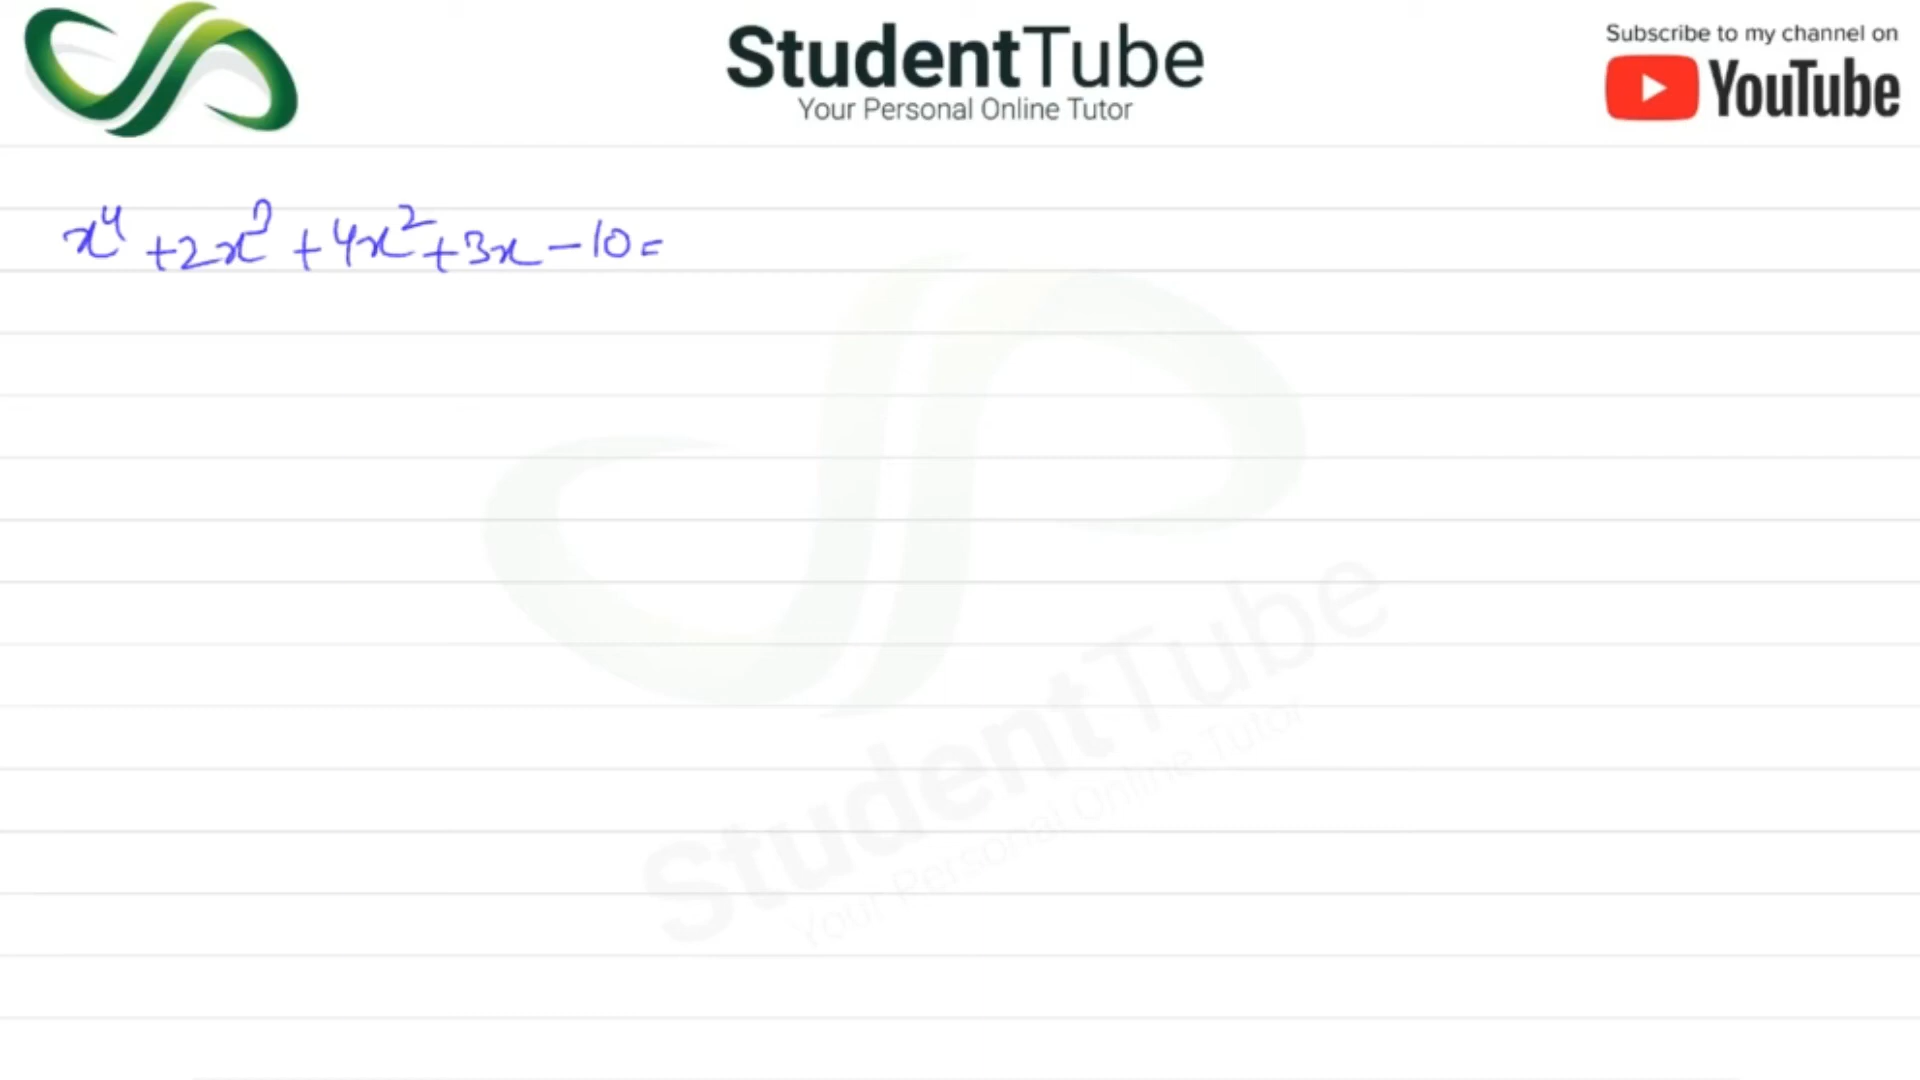 StudentTube
Your Personal Online Tutor
Subscribe to my channel on
YouTube
x⁴ + 2x³ + 4x² + 3x - 10 =
StudentTube
Your Personal Online Tutor